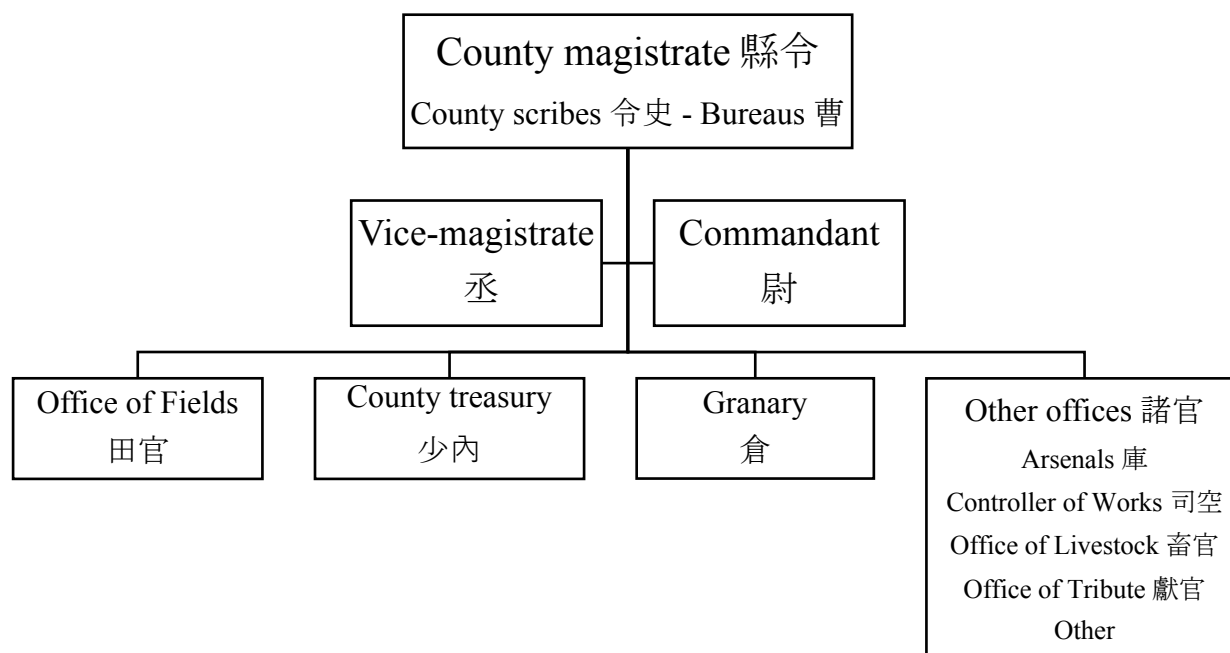 County magistrate 縣令
County scribes 令史 - Bureaus 曹
Vice-magistrate
丞
Commandant
尉
Office of Fields
田官
County treasury
少內
Granary
倉
Other offices 諸官
Arsenals 庫
Controller of Works 司空
Office of Livestock 畜官
Office of Tribute 獻官
Other